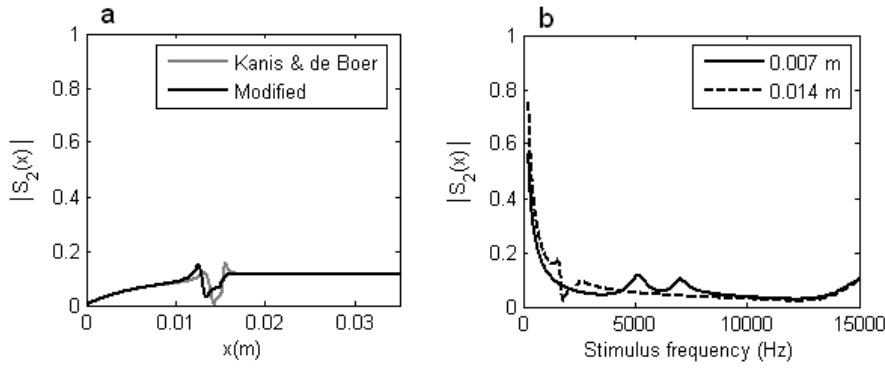 a
1
0.8
0.6
0.4
0.2
0
|S2(x)|
Kanis & de Boer
Modified
0 0.01 0.02 0.03
x(m)
b
1
0.8
0.6
0.4
0.2
0
|S2(x)|
0.007 m
0.014 m
0 5000 10000 15000
Stimulus frequency (Hz)